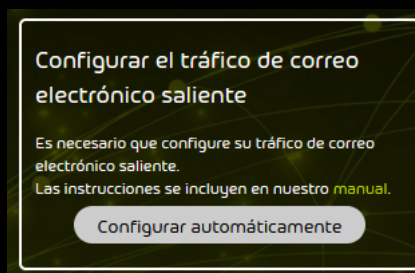 Configurar el tráfico de correo
electrónico saliente
Es necesario que configure su tráfico de correo
electrónico saliente.
Las instrucciones se incluyen en nuestro manual.
Configurar automáticamente